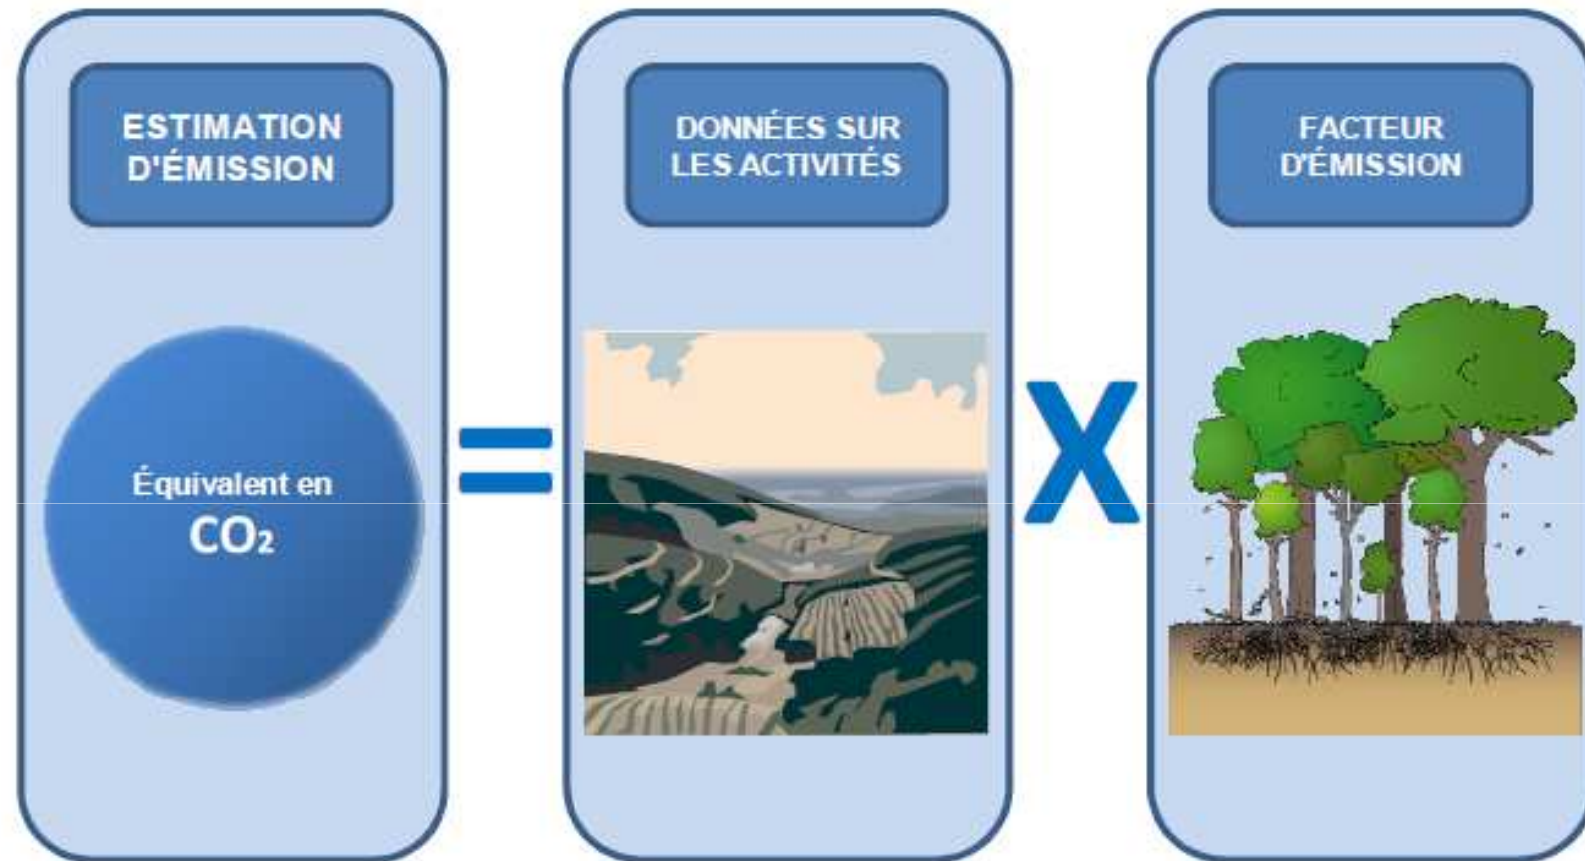 ESTIMATION
D'ÉMISSION
Équivalent en
CO₂
=
DONNÉES SUR
LES ACTIVITÉS
X
FACTEUR
D'ÉMISSION